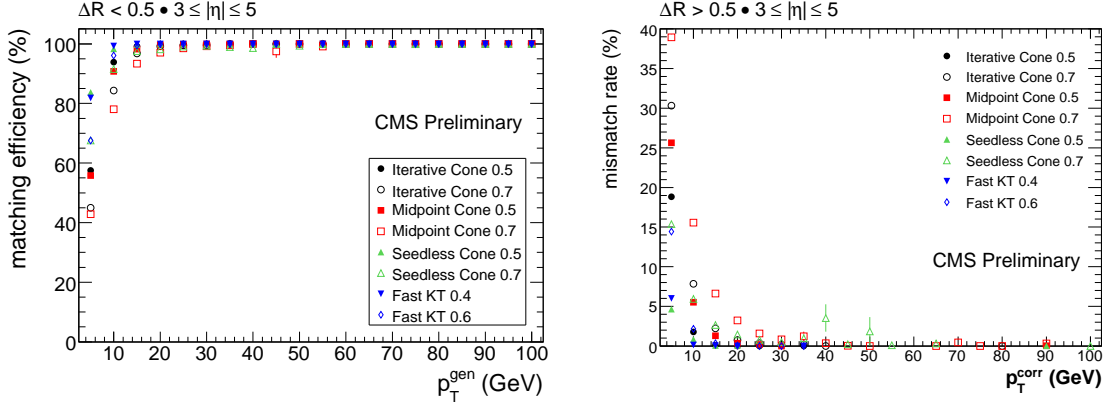 ΔR < 0.5 ● 3 ≤ |η| ≤ 5
matching efficiency (%)
100
80
60
40
20
0
CMS Preliminary
Iterative Cone 0.5
Iterative Cone 0.7
Midpoint Cone 0.5
Midpoint Cone 0.7
Seedless Cone 0.5
Seedless Cone 0.7
Fast KT 0.4
Fast KT 0.6
10 20 30 40 50 60 70 80 90 100
p_T^gen (GeV)
ΔR > 0.5 ● 3 ≤ |η| ≤ 5
mismatch rate (%)
40
35
30
25
20
15
10
5
0
Iterative Cone 0.5
Iterative Cone 0.7
Midpoint Cone 0.5
Midpoint Cone 0.7
Seedless Cone 0.5
Seedless Cone 0.7
Fast KT 0.4
Fast KT 0.6
CMS Preliminary
10 20 30 40 50 60 70 80 90 100
p_T^corr (GeV)